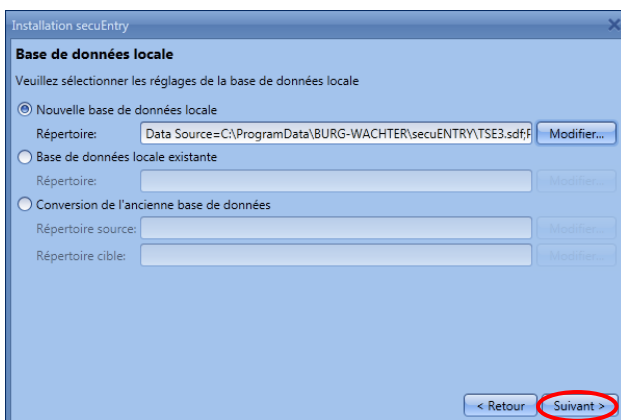 Installation secuEntry
Base de données locale
Veuillez sélectionner les réglages de la base de données locale
Nouvelle base de données locale
Répertoire: Data Source=C:\ProgramData\BURG-WACHTER\secuENTRY\TSE3.sdf;F Modifier...
Base de données locale existante
Répertoire: Modifier...
Conversion de l'ancienne base de données
Répertoire source: Modifier...
Répertoire cible: Modifier...
< Retour Suivant >